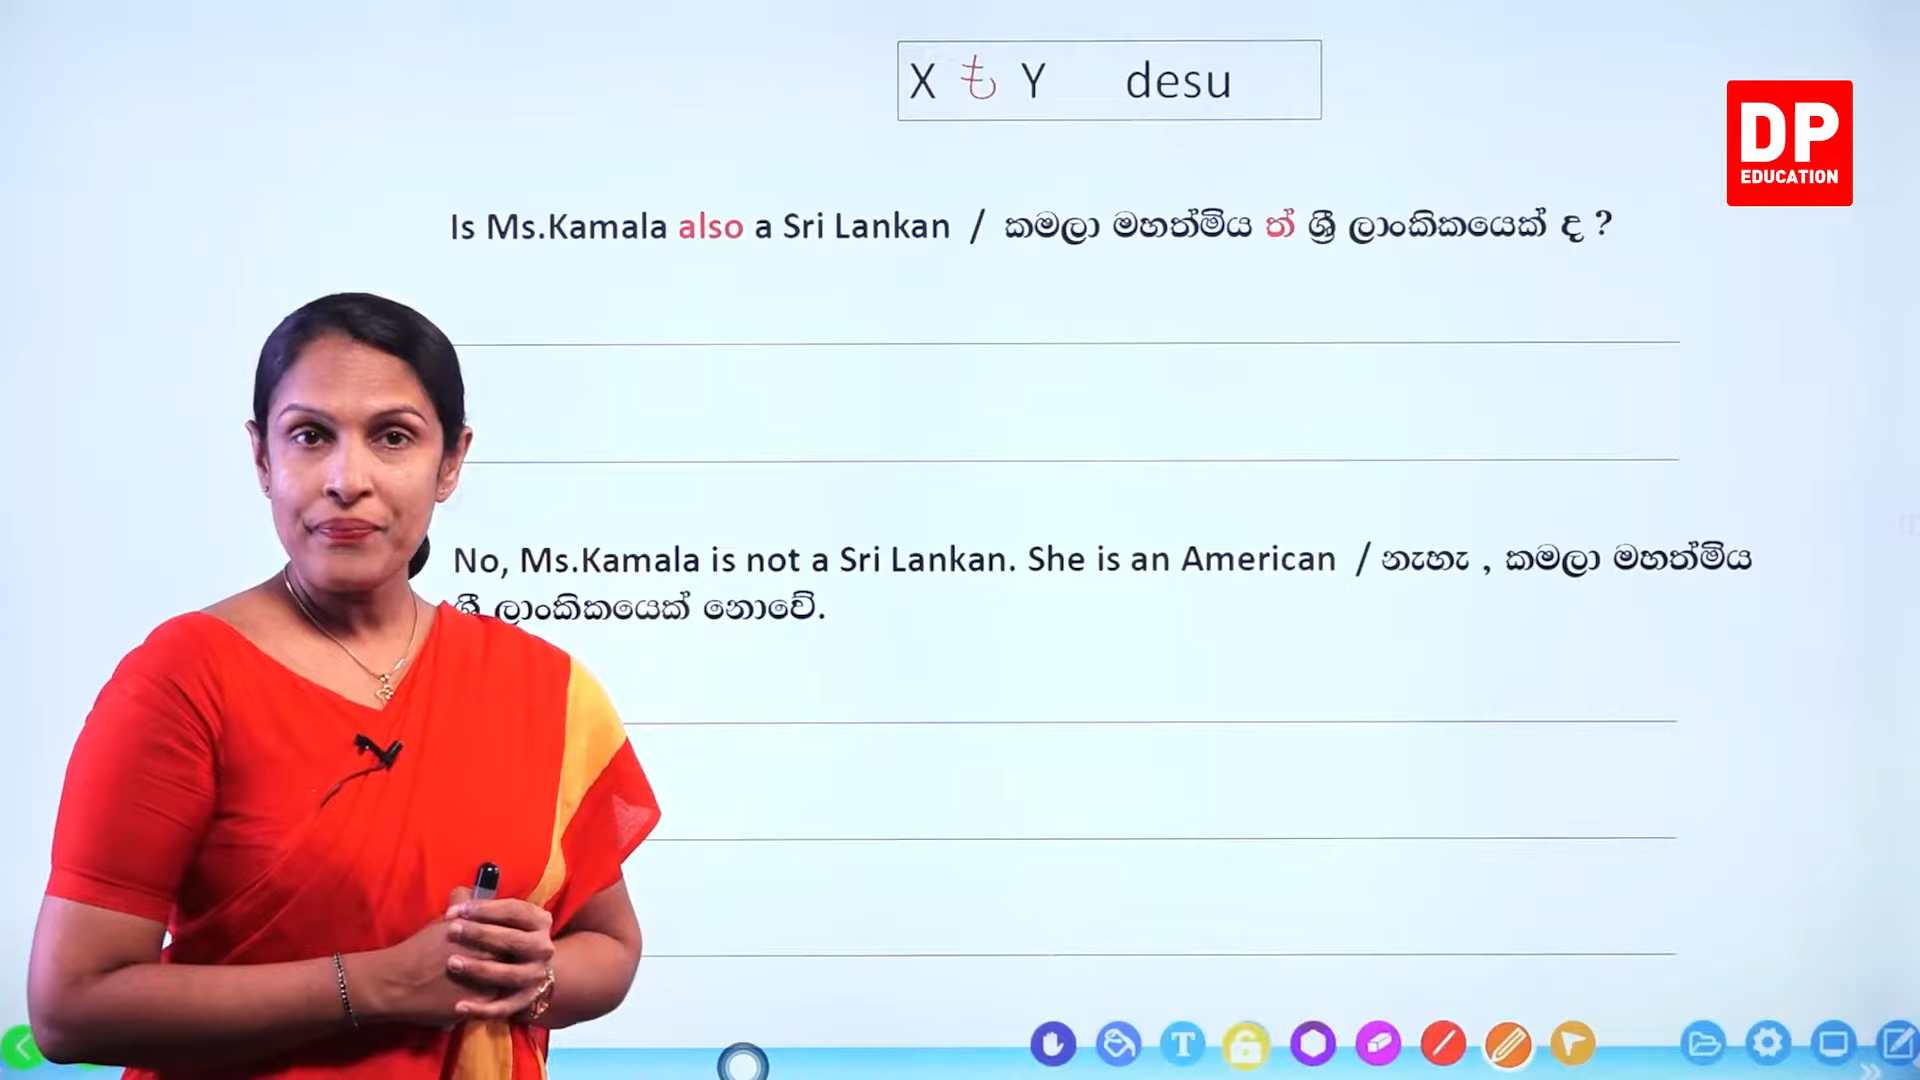 X も Y desu
DP
EDUCATION
Is Ms.Kamala also a Sri Lankan / කමලා මහත්මිය ත් ශ්‍රී ලාංකිකයෙක් ද ?
No, Ms.Kamala is not a Sri Lankan. She is an American / නැහැ , කමලා මහත්මිය
ශ්‍රී ලාංකිකයෙක් නොවේ.
T